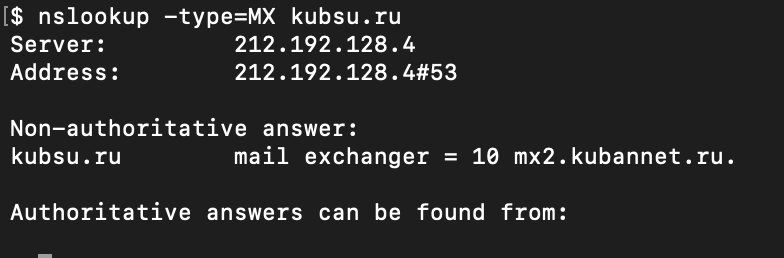 [$ nslookup -type=MX kubsu.ru
Server: 212.192.128.4
Address: 212.192.128.4#53
Non-authoritative answer:
kubsu.ru mail exchanger = 10 mx2.kubannet.ru.
Authoritative answers can be found from: